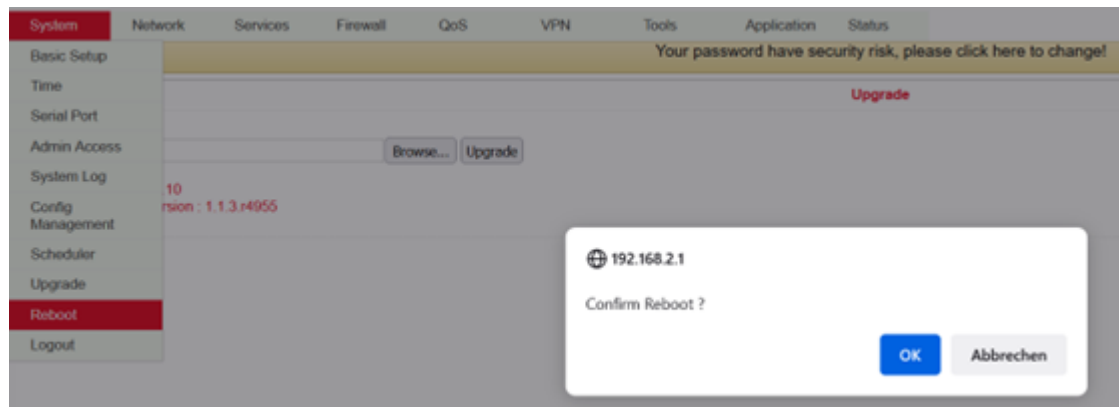 System Network Services Firewall QoS VPN Tools Application Status
Basic Setup
Your password have security risk, please click here to change!
Time
Upgrade
Serial Port
Admin Access
Browse... Upgrade
System Log
10
Config
rsion : 1.1.3.r4955
Management
Scheduler
Upgrade
Reboot
Logout
192.168.2.1
Confirm Reboot ?
OK Abbrechen